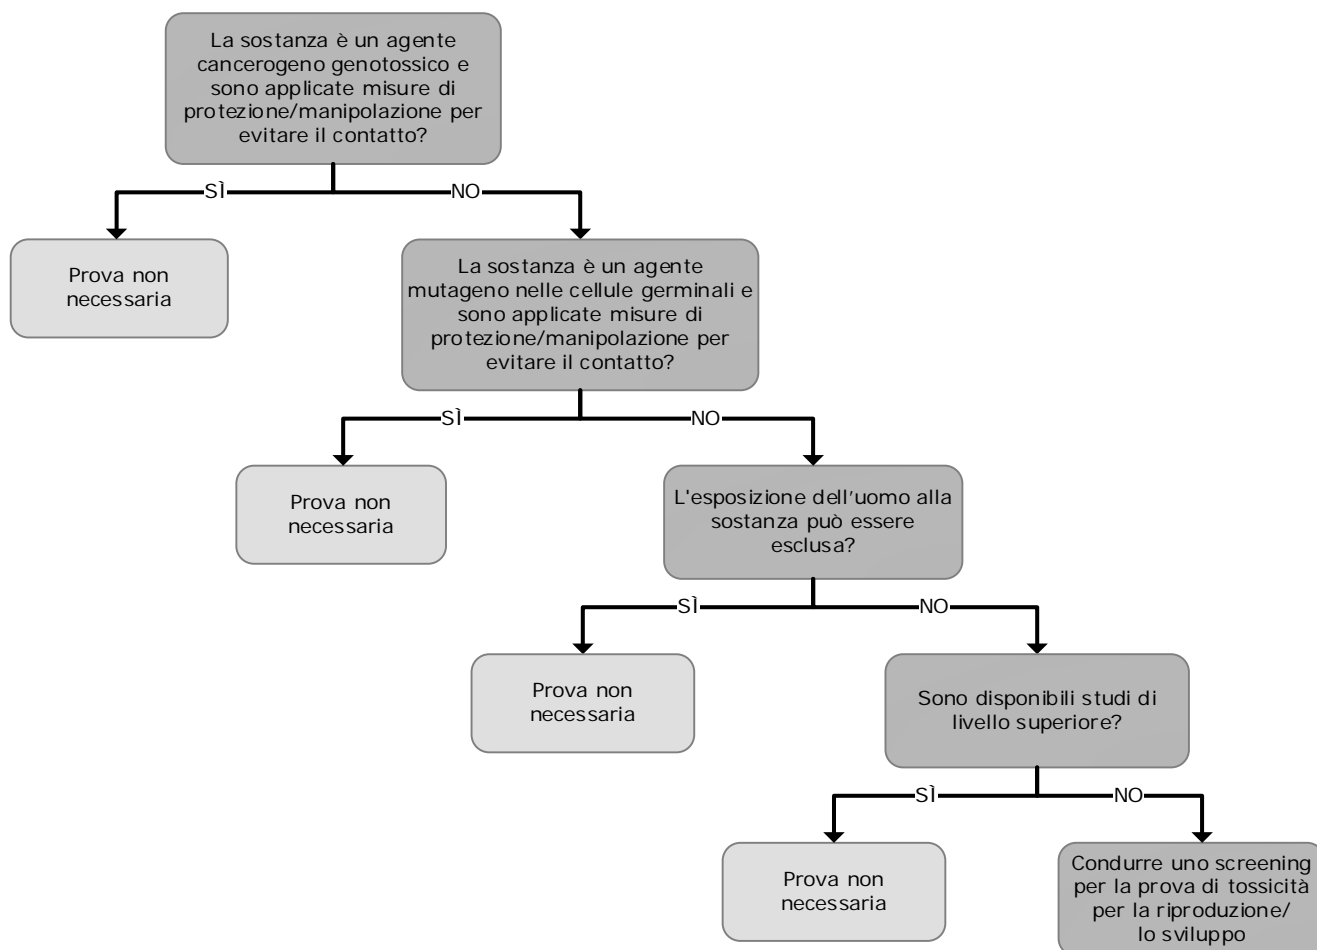 La sostanza è un agente
cancerogeno genotossico e
sono applicate misure di
protezione/manipolazione per
evitare il contatto?
SÌ
NO
Prova non
necessaria
La sostanza è un agente
mutageno nelle cellule germinali e
sono applicate misure di
protezione/manipolazione per
evitare il contatto?
SÌ
NO
Prova non
necessaria
L'esposizione dell’uomo alla
sostanza può essere
esclusa?
SÌ
NO
Prova non
necessaria
Sono disponibili studi di
livello superiore?
SÌ
NO
Prova non
necessaria
Condurre uno screening
per la prova di tossicità
per la riproduzione/
lo sviluppo